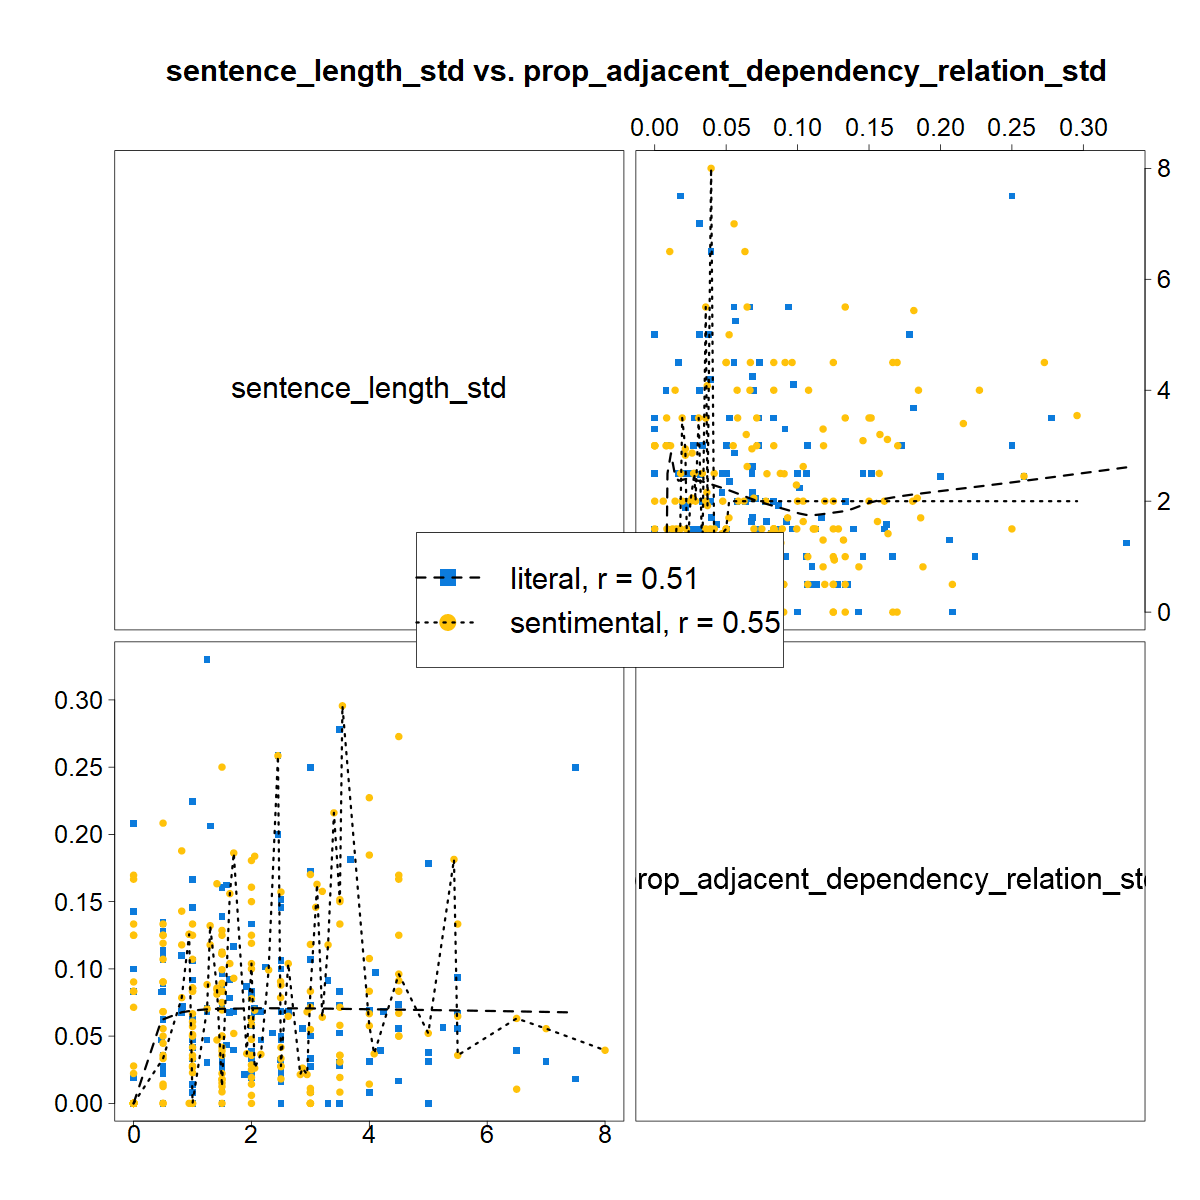 sentence_length_std vs. prop_adjacent_dependency_relation_std
0.00 0.05 0.10 0.15 0.20 0.25 0.30
8
sentence_length_std
6
4
2
0
literal, r = 0.51
sentimental, r = 0.55
0.30
0.25
0.20
0.15
0.10
0.05
0.00
rop_adjacent_dependency_relation_st
0 2 4 6 8